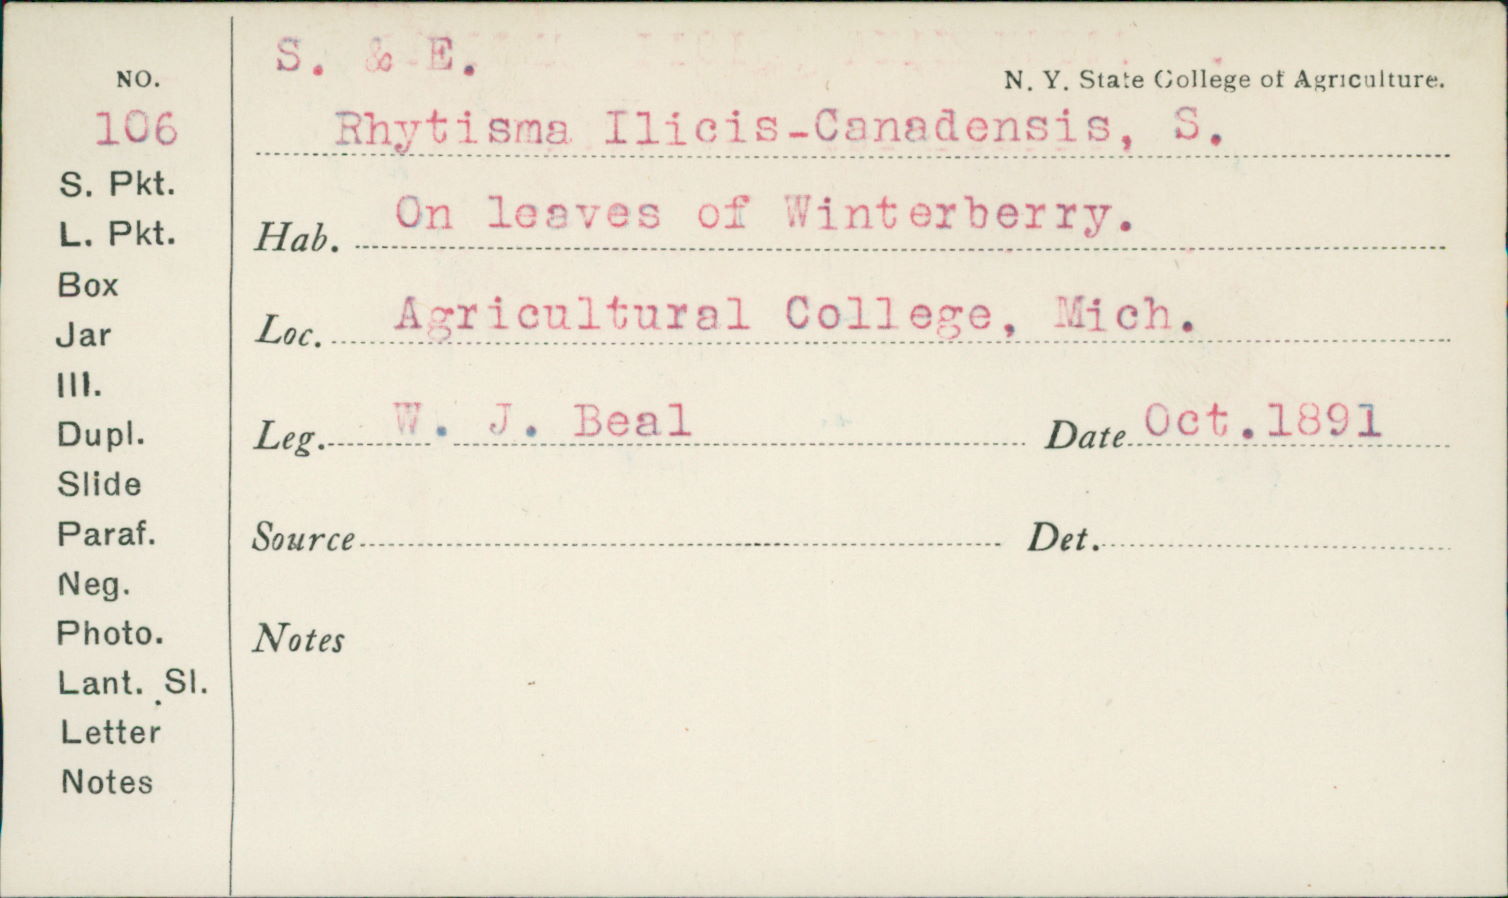 S. & E.
N. Y. State College of Agriculture.
NO.
106
Rhytisma Ilicis-Canadensis, S.
S. Pkt.
L. Pkt.
Box
Jar
Ill.
Dupl.
Slide
Paraf.
Neg.
Photo.
Lant. Sl.
Letter
Notes
Hab. On leaves of Winterberry.
Loc. Agricultural College, Mich.
Leg. W. J. Beal Date Oct.1891
Source Det.
Notes